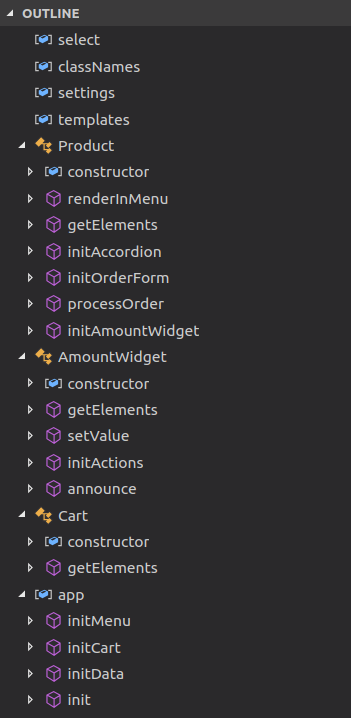 OUTLINE
select
classNames
settings
templates
Product
constructor
renderInMenu
getElements
initAccordion
initOrderForm
processOrder
initAmountWidget
AmountWidget
constructor
getElements
setValue
initActions
announce
Cart
constructor
getElements
app
initMenu
initCart
initData
init